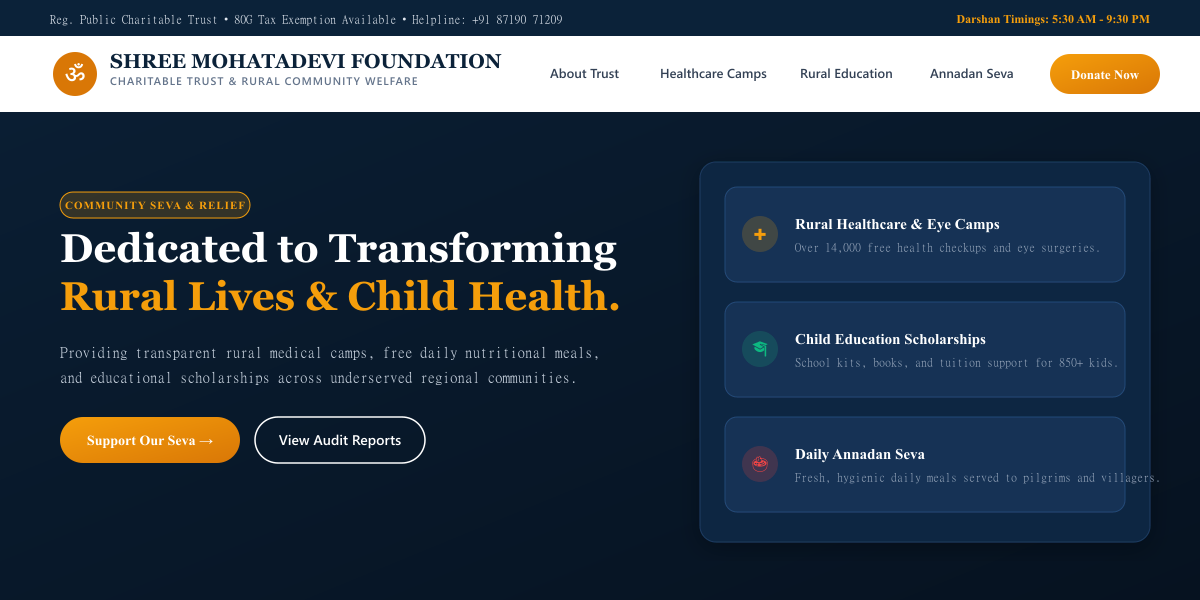 Reg. Public Charitable Trust • 80G Tax Exemption Available • Helpline: +91 87190 71209
Darshan Timings: 5:30 AM - 9:30 PM
ॐ
SHREE MOHATADEVI FOUNDATION
CHARITABLE TRUST & RURAL COMMUNITY WELFARE
About Trust
Healthcare Camps
Rural Education
Annadan Seva
Donate Now
COMMUNITY SEVA & RELIEF
Dedicated to Transforming
Rural Lives & Child Health.
Providing transparent rural medical camps, free daily nutritional meals,
and educational scholarships across underserved regional communities.
Support Our Seva →
View Audit Reports
Rural Healthcare & Eye Camps
Over 14,000 free health checkups and eye surgeries.
Child Education Scholarships
School kits, books, and tuition support for 850+ kids.
Daily Annadan Seva
Fresh, hygienic daily meals served to pilgrims and villagers.